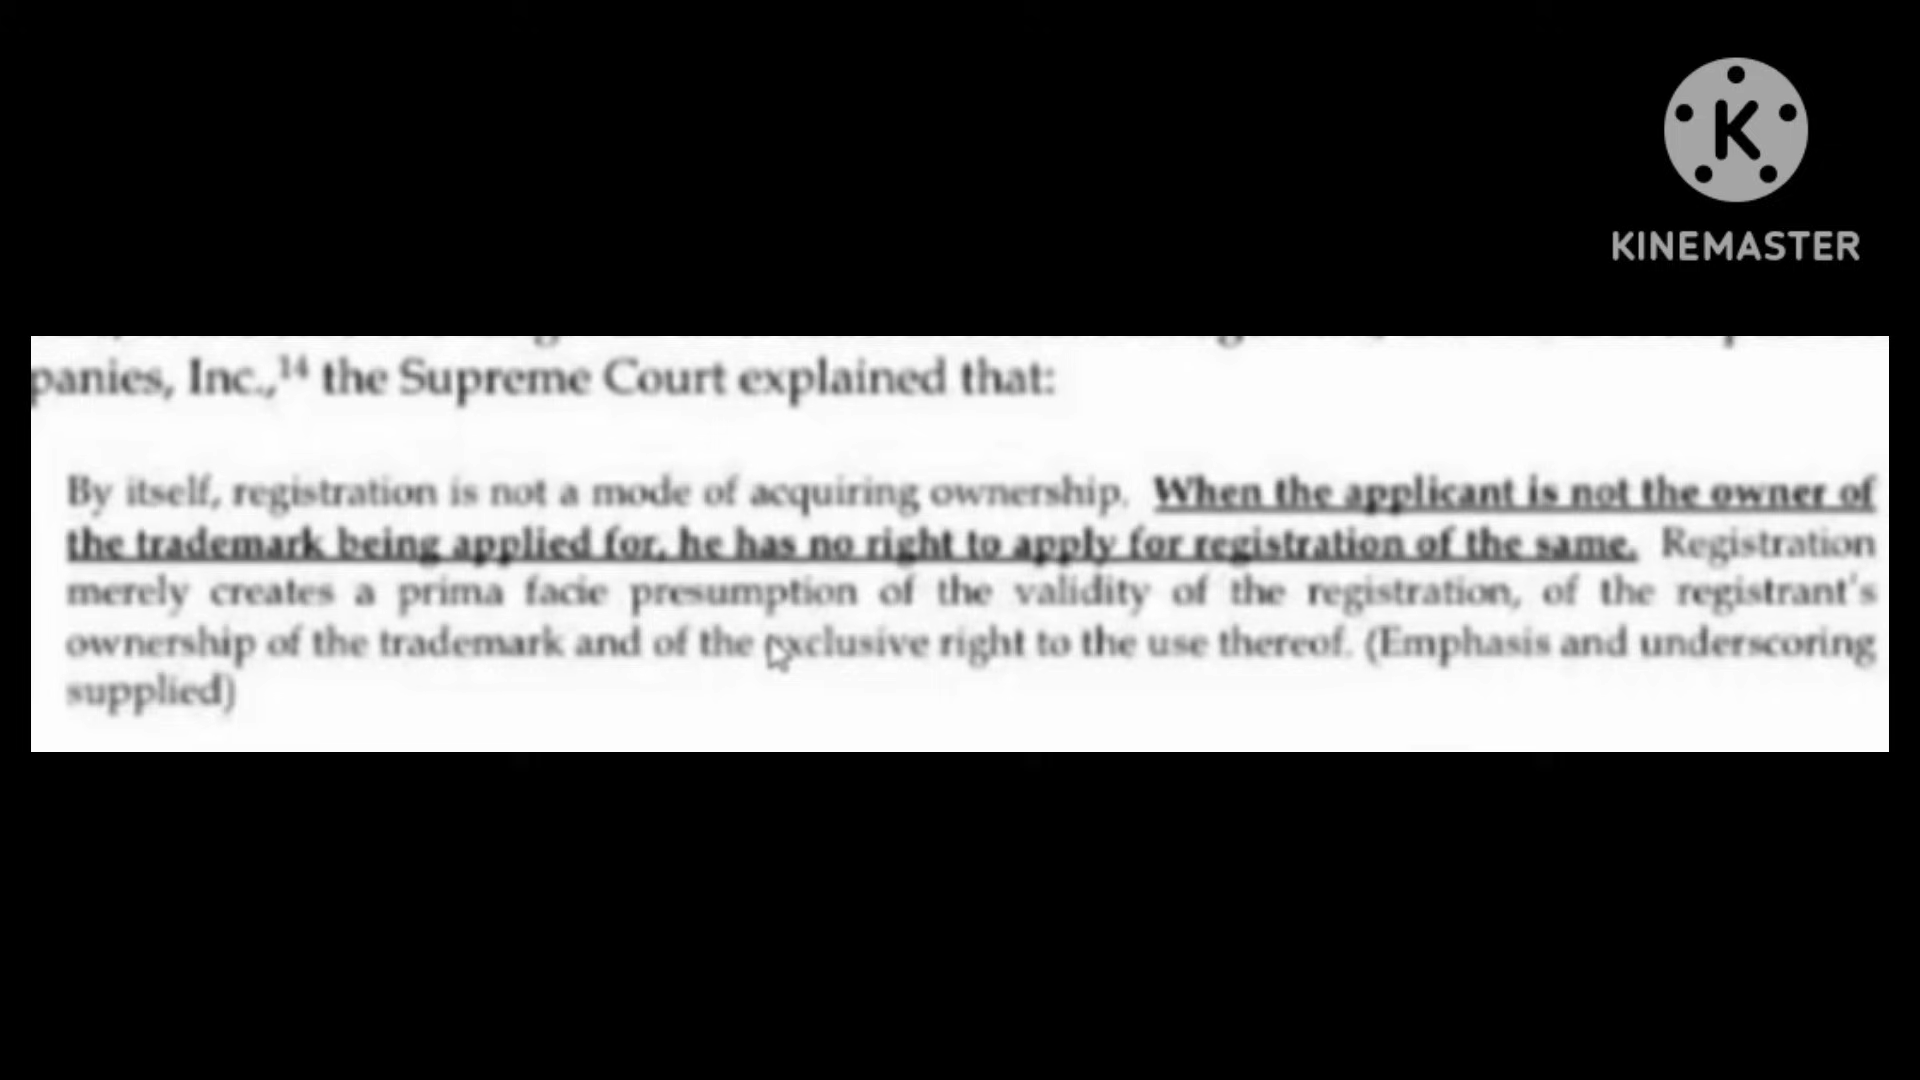 K
KINEMASTER
panies, Inc.,14 the Supreme Court explained that:
By itself, registration is not a mode of acquiring ownership. When the applicant is not the owner of
the trademark being applied for, he has no right to apply for registration of the same. Registration
merely creates a prima facie presumption of the validity of the registration, of the registrant's
ownership of the trademark and of the exclusive right to the use thereof. (Emphasis and underscoring
supplied)